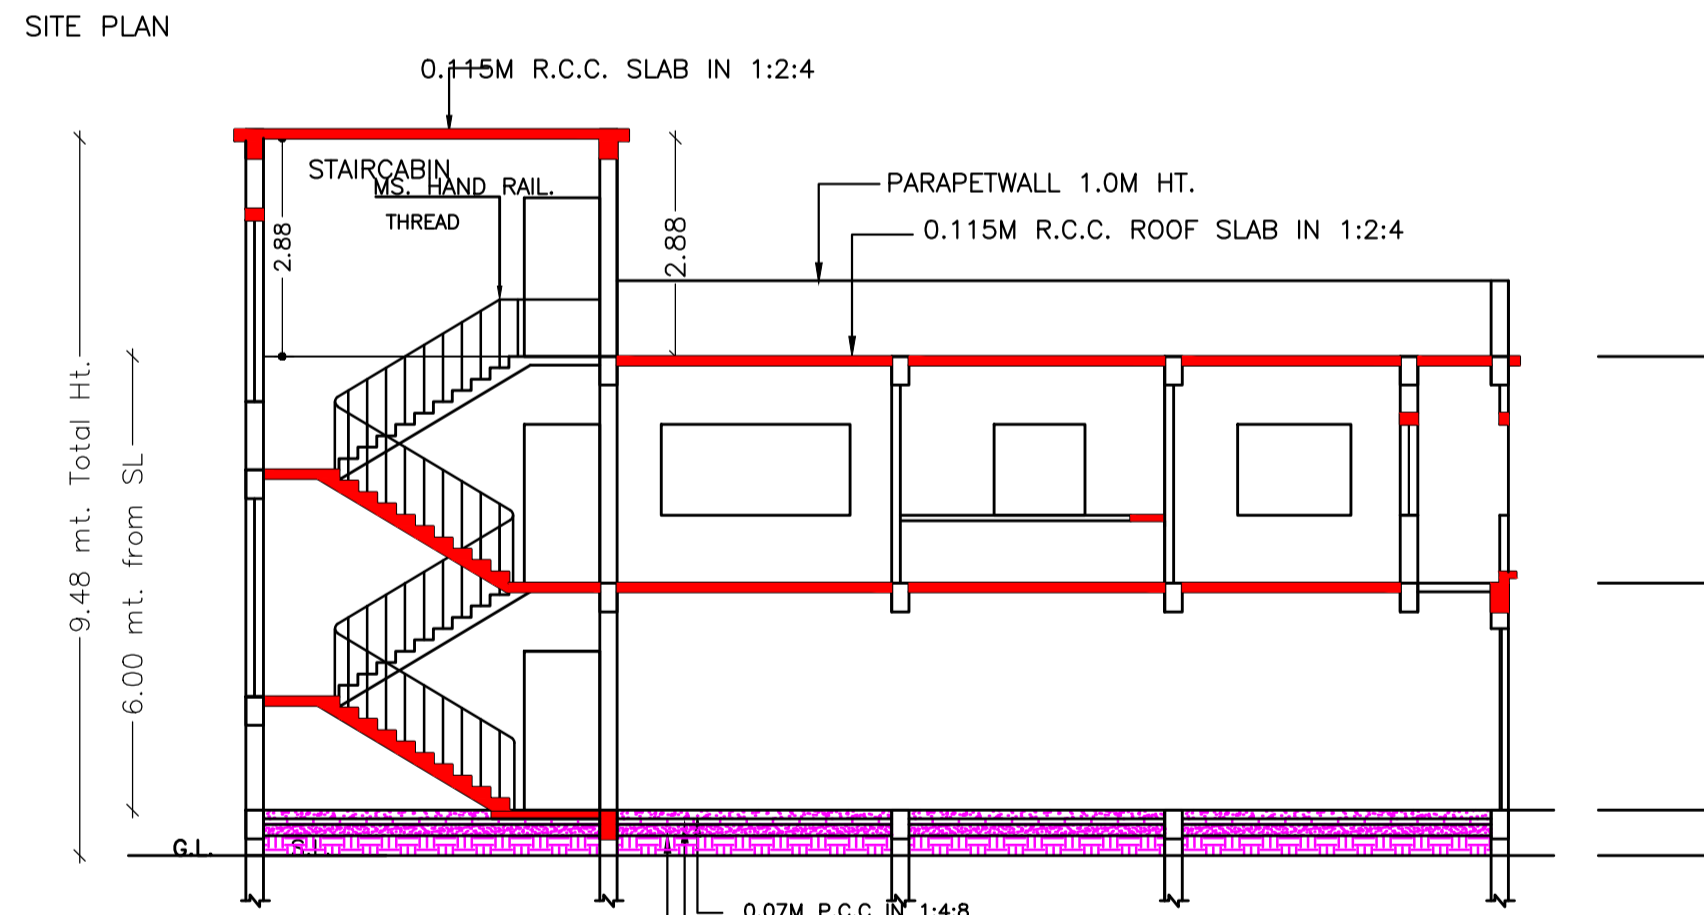 SITE PLAN
0.115M R.C.C. SLAB IN 1:2:4
STAIRCABIN
MS. HAND RAIL.
THREAD
2.88
2.88
PARAPETWALL 1.0M HT.
0.115M R.C.C. ROOF SLAB IN 1:2:4
9.48 mt. Total Ht.
6.00 mt. from SL
G.L.
S.L.
0.07M P.C.C IN 1:4:8